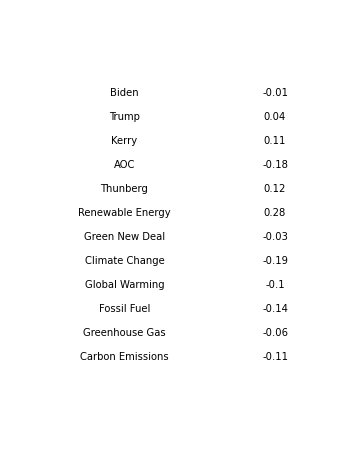 Biden -0.01
Trump 0.04
Kerry 0.11
AOC -0.18
Thunberg 0.12
Renewable Energy 0.28
Green New Deal -0.03
Climate Change -0.19
Global Warming -0.1
Fossil Fuel -0.14
Greenhouse Gas -0.06
Carbon Emissions -0.11